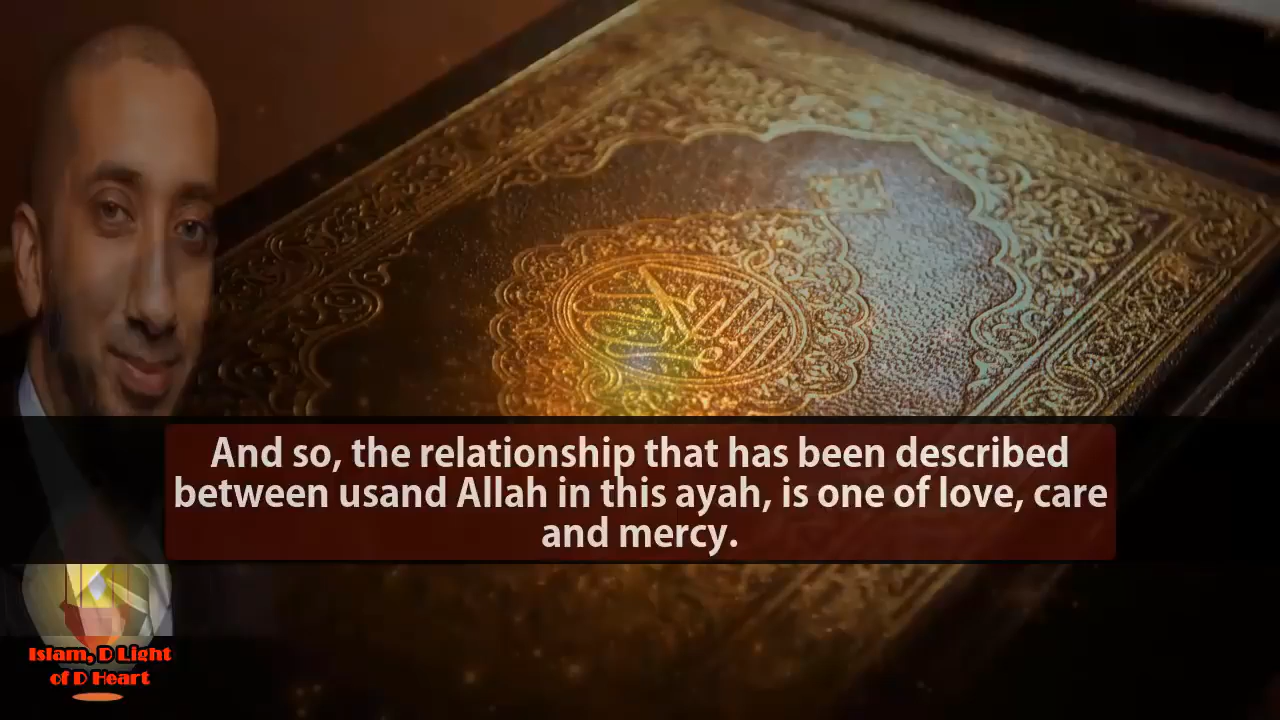 And so, the relationship that has been described
between usand Allah in this ayah, is one of love, care
and mercy.
Islam, D Light
of D Heart